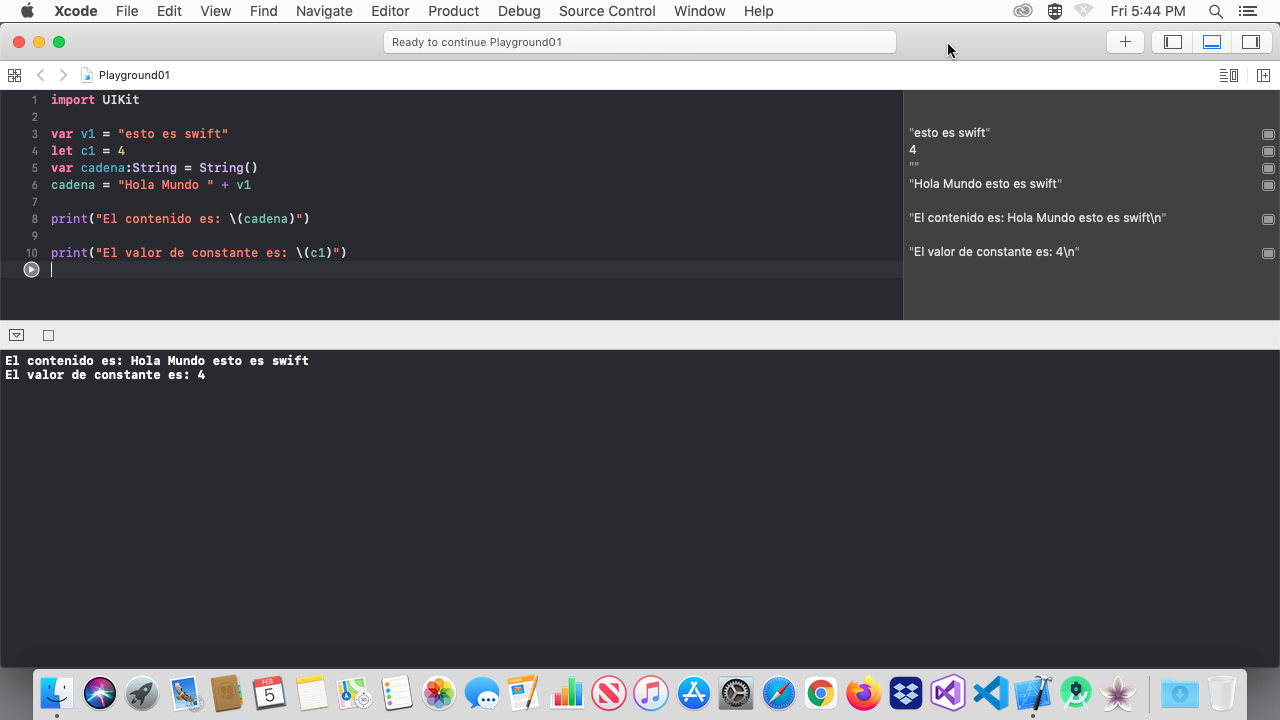 Xcode File Edit View Find Navigate Editor Product Debug Source Control Window Help Fri 5:44 PM
Ready to continue Playground01
Playground01
1 import UIKit
2
3 var v1 = "esto es swift" "esto es swift"
4 let c1 = 4 4
5 var cadena:String = String() ""
6 cadena = "Hola Mundo " + v1 "Hola Mundo esto es swift"
7
8 print("El contenido es: \(cadena)") "El contenido es: Hola Mundo esto es swift\n"
9
10 print("El valor de constante es: \(c1)") "El valor de constante es: 4\n"
El contenido es: Hola Mundo esto es swift
El valor de constante es: 4
FEB
5